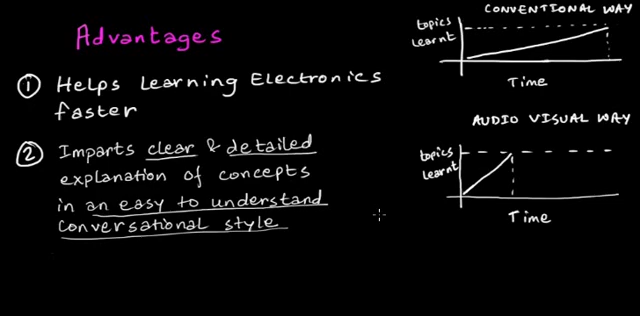 Advantages
① Helps Learning Electronics
faster
② Imparts clear & detailed
explanation of concepts
in an easy to understand
conversational style
CONVENTIONAL WAY
topics
learnt
Time
AUDIO VISUAL WAY
topics
learnt
Time